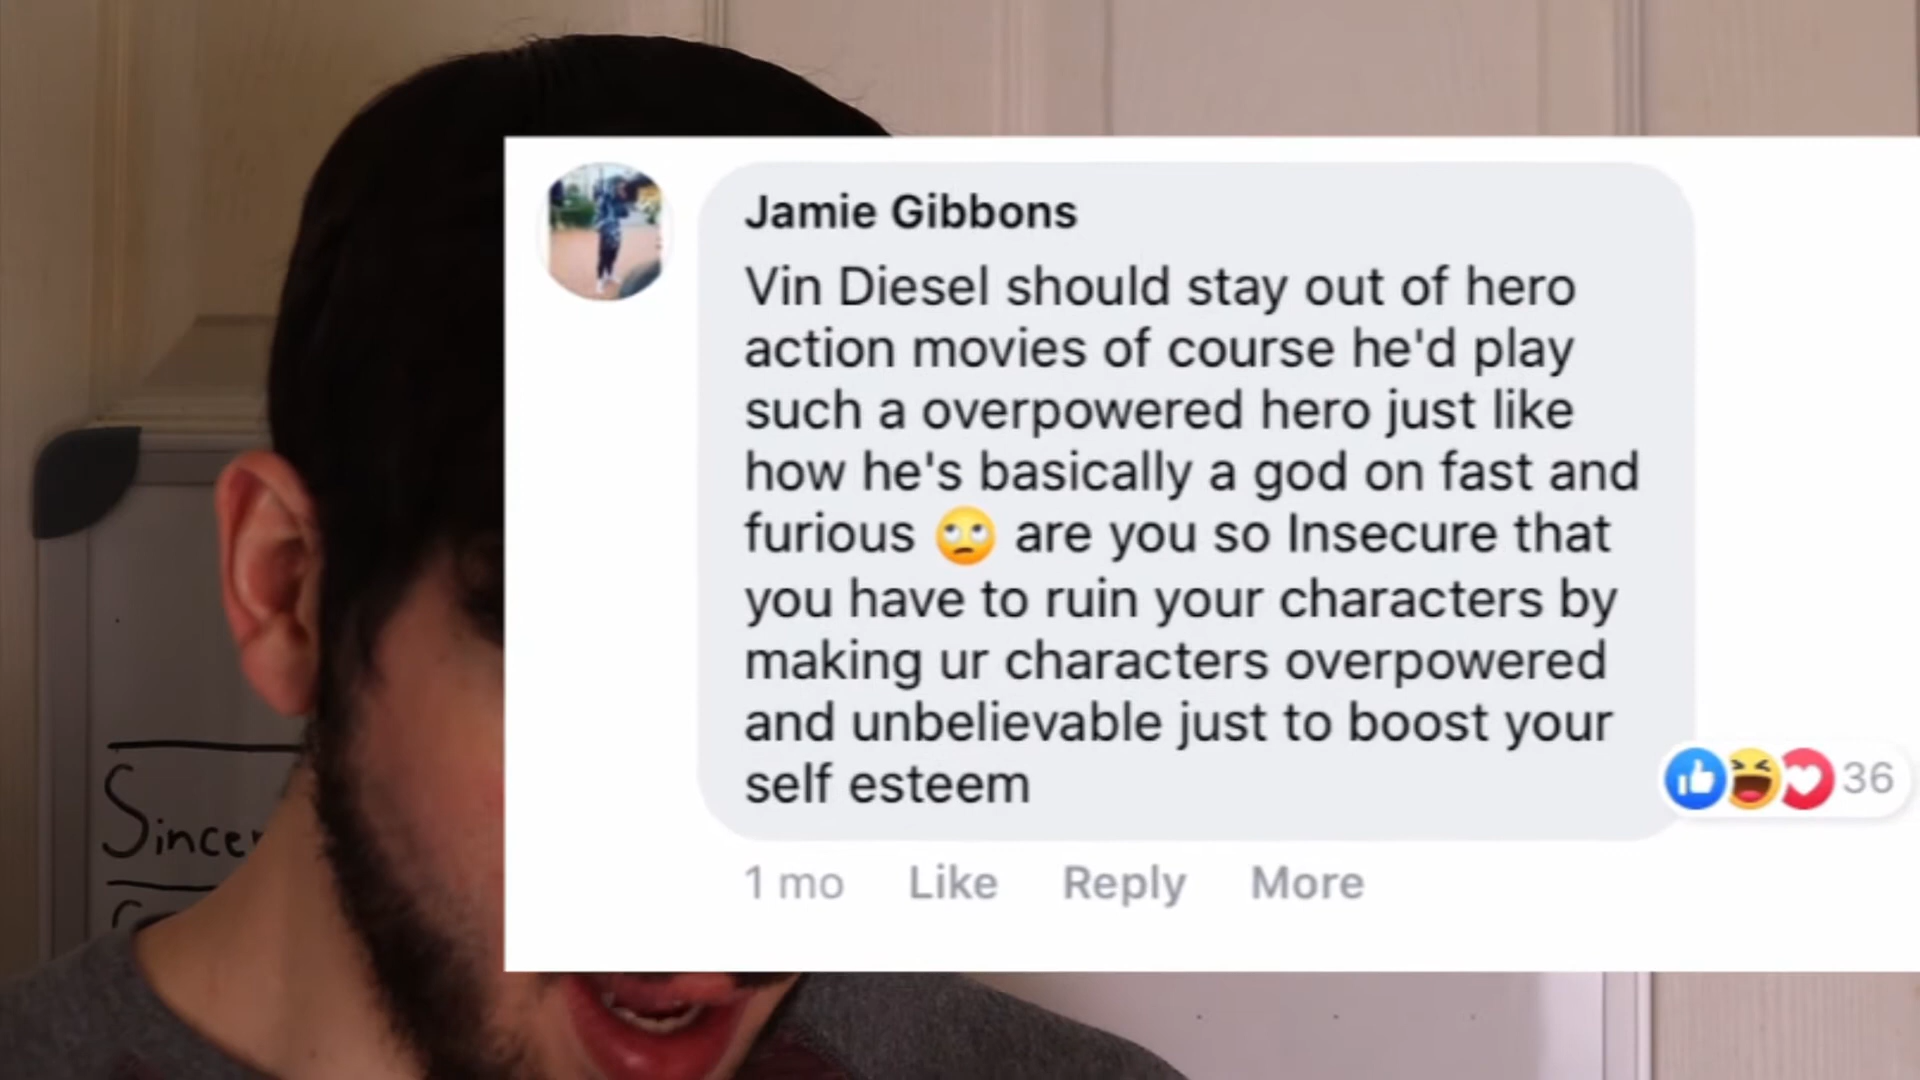 Jamie Gibbons
Vin Diesel should stay out of hero
action movies of course he'd play
such a overpowered hero just like
how he's basically a god on fast and
furious 🙄 are you so Insecure that
you have to ruin your characters by
making ur characters overpowered
and unbelievable just to boost your
self esteem
36
1 mo Like Reply More